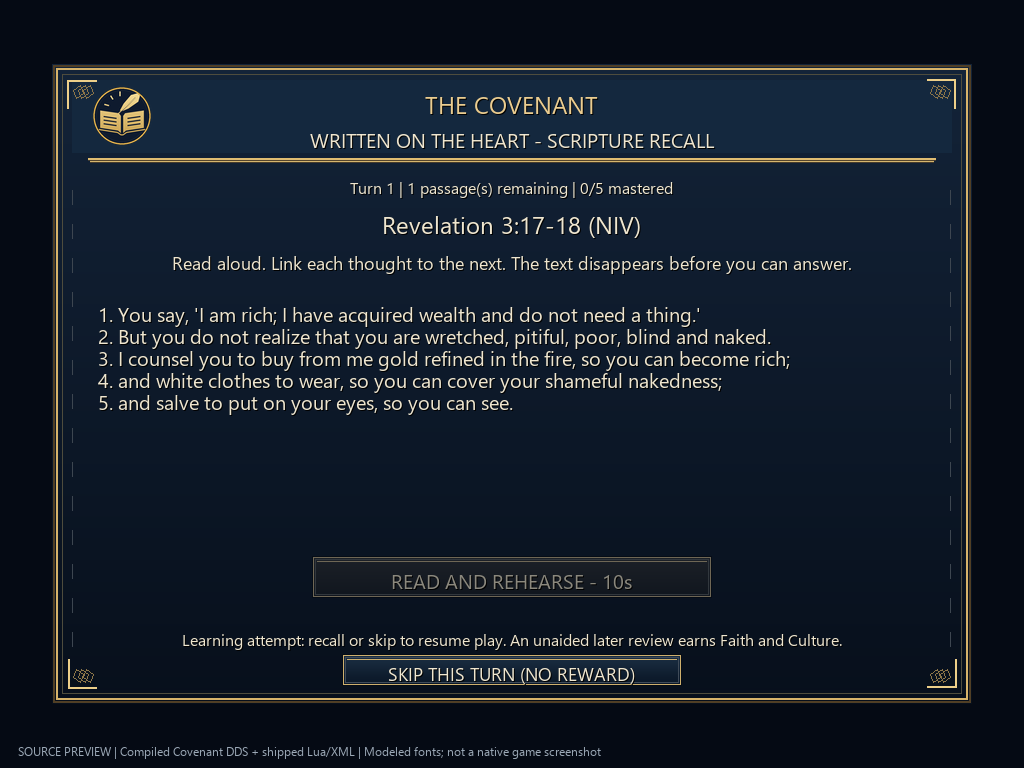 THE COVENANT
WRITTEN ON THE HEART - SCRIPTURE RECALL
Turn 1 | 1 passage(s) remaining | 0/5 mastered
Revelation 3:17-18 (NIV)
Read aloud. Link each thought to the next. The text disappears before you can answer.
1. You say, 'I am rich; I have acquired wealth and do not need a thing.'
2. But you do not realize that you are wretched, pitiful, poor, blind and naked.
3. I counsel you to buy from me gold refined in the fire, so you can become rich;
4. and white clothes to wear, so you can cover your shameful nakedness;
5. and salve to put on your eyes, so you can see.
READ AND REHEARSE - 10s
Learning attempt: recall or skip to resume play. An unaided later review earns Faith and Culture.
SKIP THIS TURN (NO REWARD)
SOURCE PREVIEW | Compiled Covenant DDS + shipped Lua/XML | Modeled fonts; not a native game screenshot